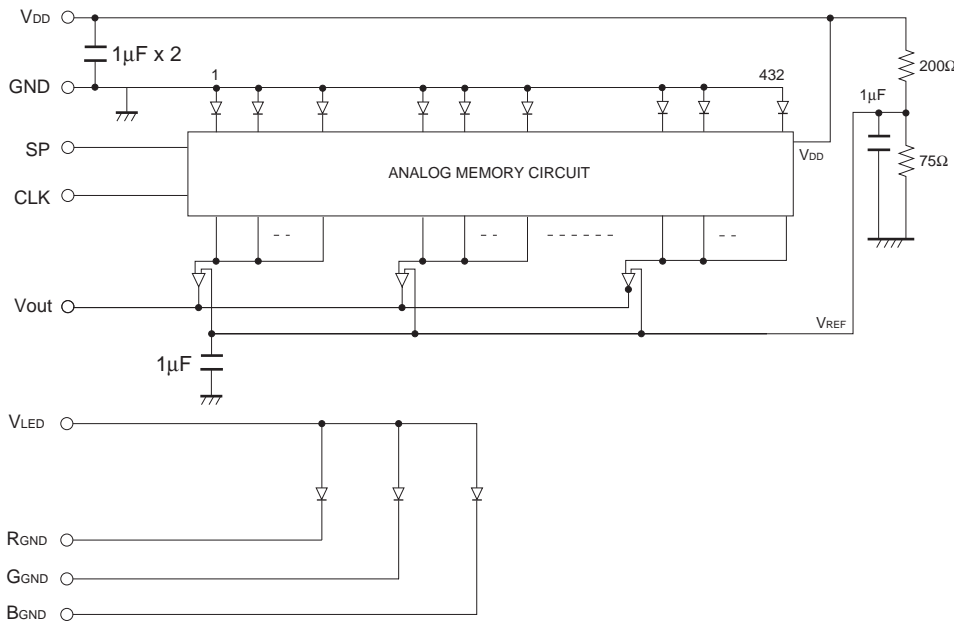 VDD
1μF x 2
GND
1
432
200Ω
1μF
SP
VDD
75Ω
ANALOG MEMORY CIRCUIT
CLK
Vout
VREF
1μF
VLED
RGND
GGND
BGND